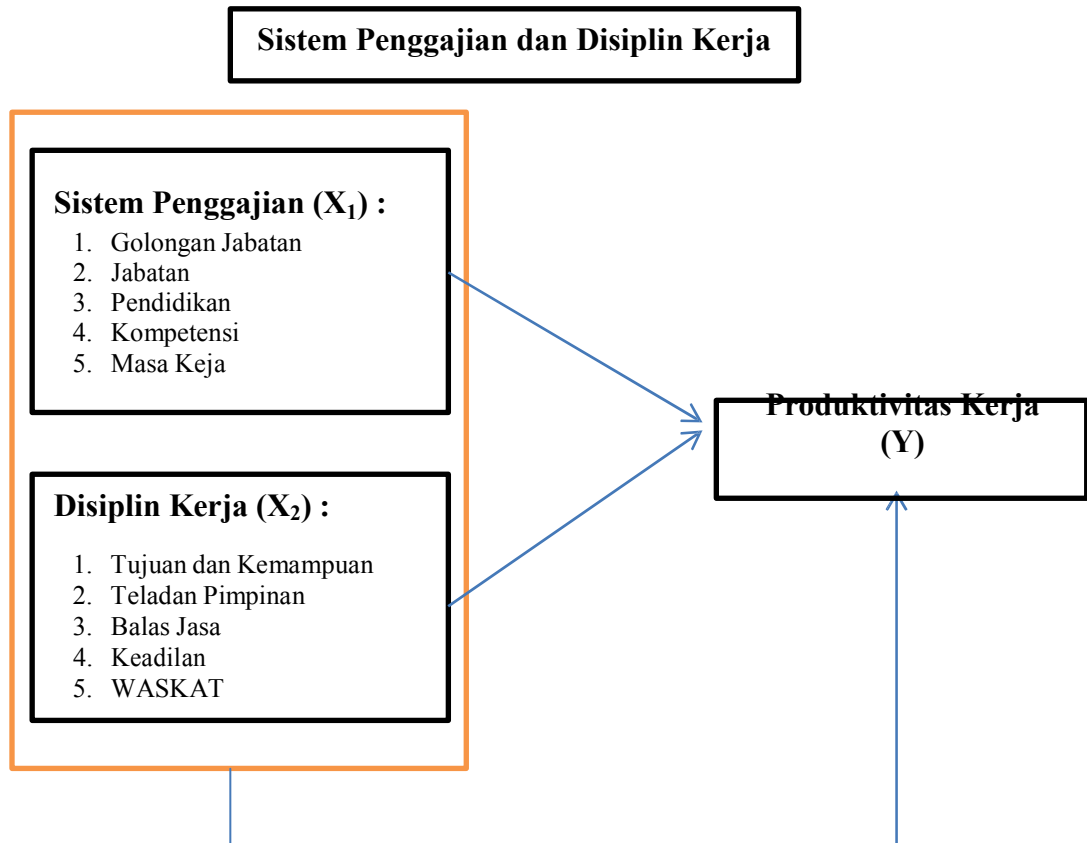 Sistem Penggajian dan Disiplin Kerja
Sistem Penggajian (X₁) :
1. Golongan Jabatan
2. Jabatan
3. Pendidikan
4. Kompetensi
5. Masa Keja
Disiplin Kerja (X₂) :
1. Tujuan dan Kemampuan
2. Teladan Pimpinan
3. Balas Jasa
4. Keadilan
5. WASKAT
Produktivitas Kerja
(Y)